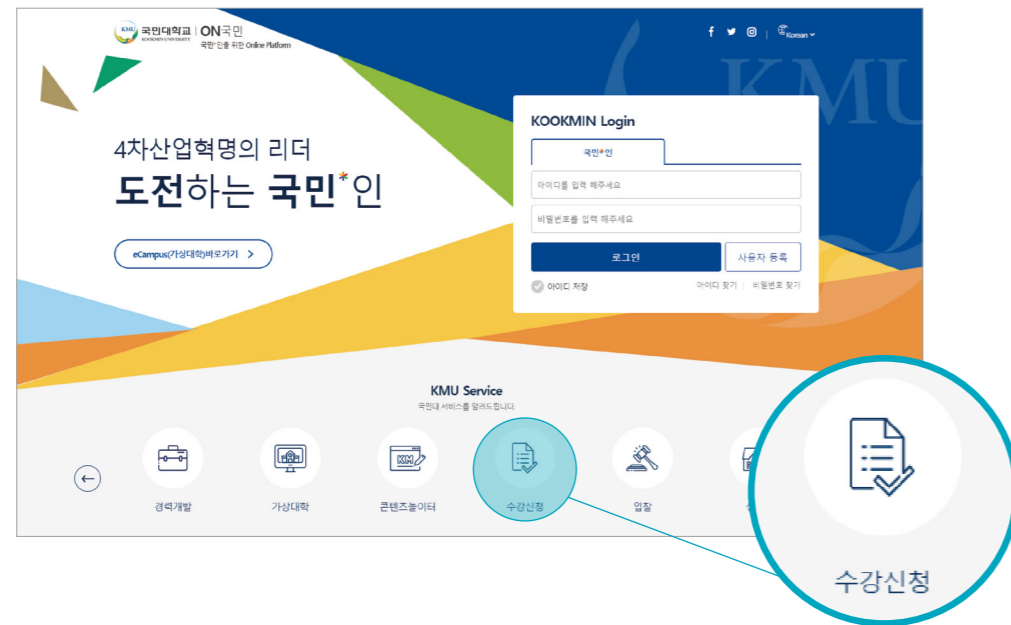 KMU 국민대학교 ON국민
KOOKMIN UNIVERSITY
국민*인을 위한 Online Platform
Korean
KMU
4차산업혁명의 리더
도전하는 국민*인
eCampus(가상대학)바로가기 >
KOOKMIN Login
국민*인
아이디를 입력 해주세요
비밀번호를 입력 해주세요
로그인
사용자 등록
아이디 저장
아이디 찾기
비밀번호 찾기
KMU Service
국민대 서비스를 알려드립니다.
경력개발
가상대학
콘텐츠놀이터
수강신청
입찰
수강신청